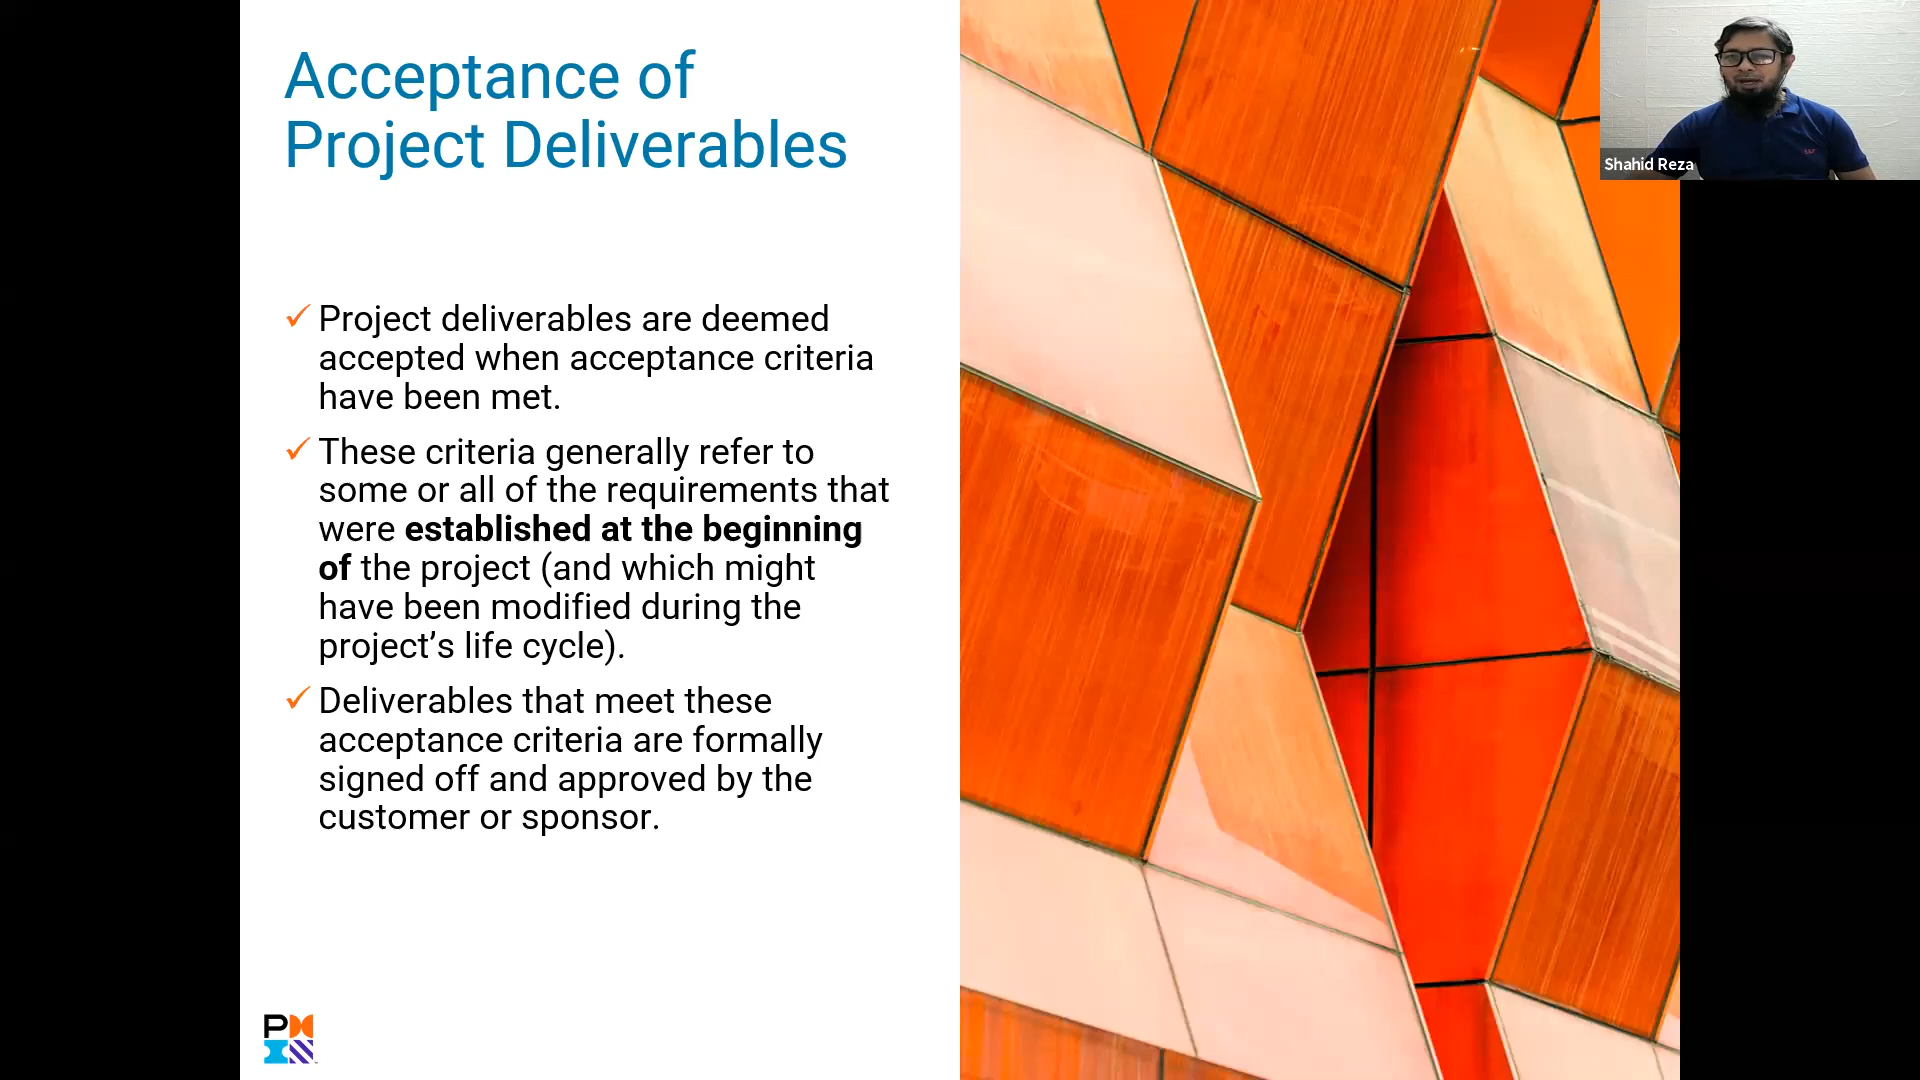 Acceptance of
Project Deliverables
Shahid Reza
✓ Project deliverables are deemed
acceptance criteria
have been met.
✓ These criteria generally refer to
some or all of the requirements that
were established at the beginning
of the project (and which might
have been modified during the
project’s life cycle).
✓ Deliverables that meet these
acceptance criteria are formally
signed off and approved by the
customer or sponsor.